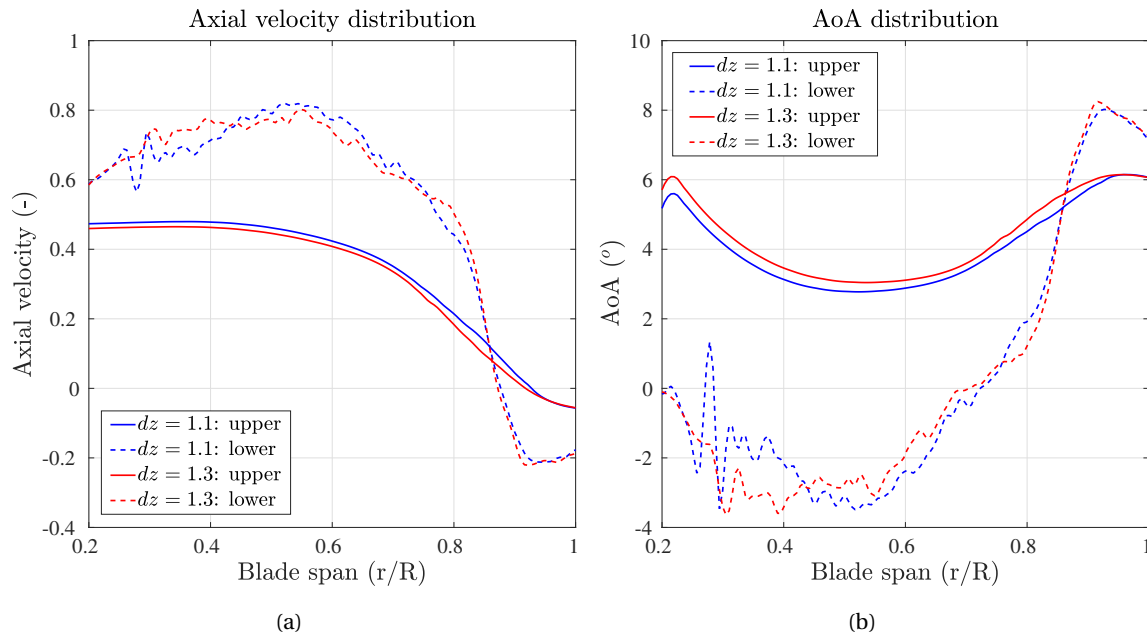 Axial velocity distribution
1
0.8
0.6
0.4
0.2
0
-0.2
-0.4
Axial velocity (-)
dz = 1.1: upper
dz = 1.1: lower
dz = 1.3: upper
dz = 1.3: lower
0.2 0.4 0.6 0.8 1
Blade span (r/R)
(a)
AoA distribution
10
8
6
4
2
0
-2
-4
AoA (°)
dz = 1.1: upper
dz = 1.1: lower
dz = 1.3: upper
dz = 1.3: lower
0.2 0.4 0.6 0.8 1
Blade span (r/R)
(b)